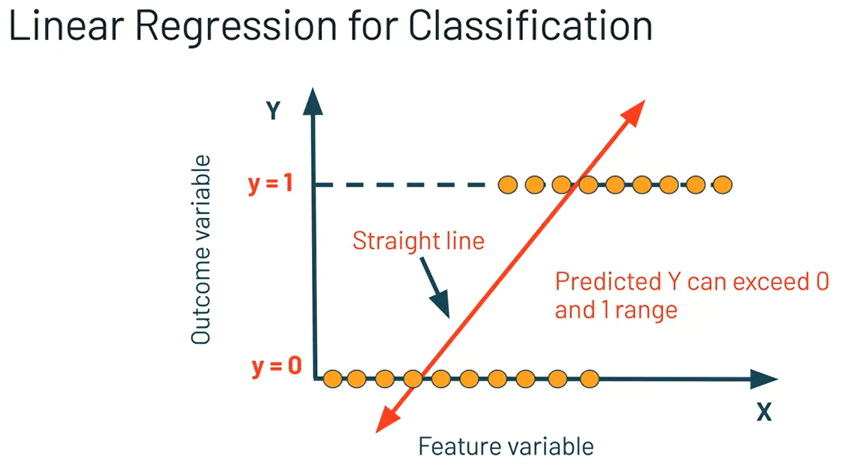 Linear Regression for Classification
Y
Outcome variable
y = 1
Straight line
Predicted Y can exceed 0
and 1 range
y = 0
X
Feature variable